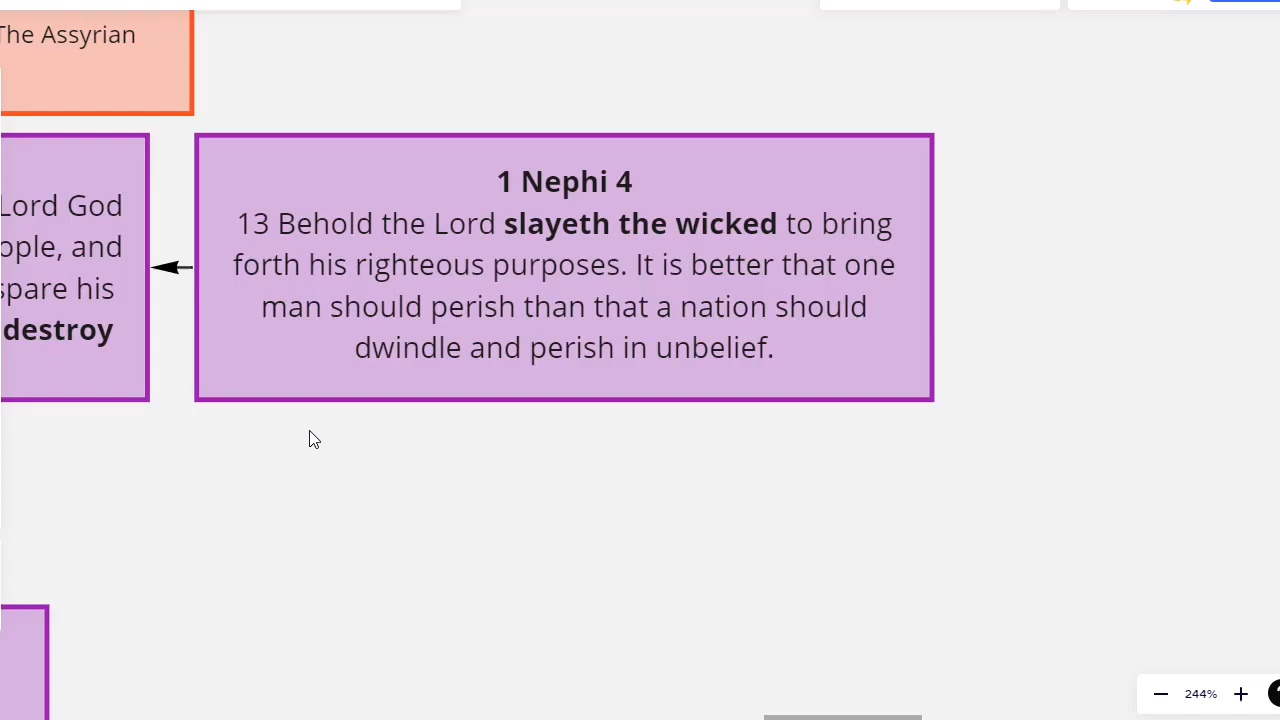 The Assyrian
Lord God
ople, and
spare his
destroy
1 Nephi 4
13 Behold the Lord slayeth the wicked to bring
forth his righteous purposes. It is better that one
man should perish than that a nation should
dwindle and perish in unbelief.
244%